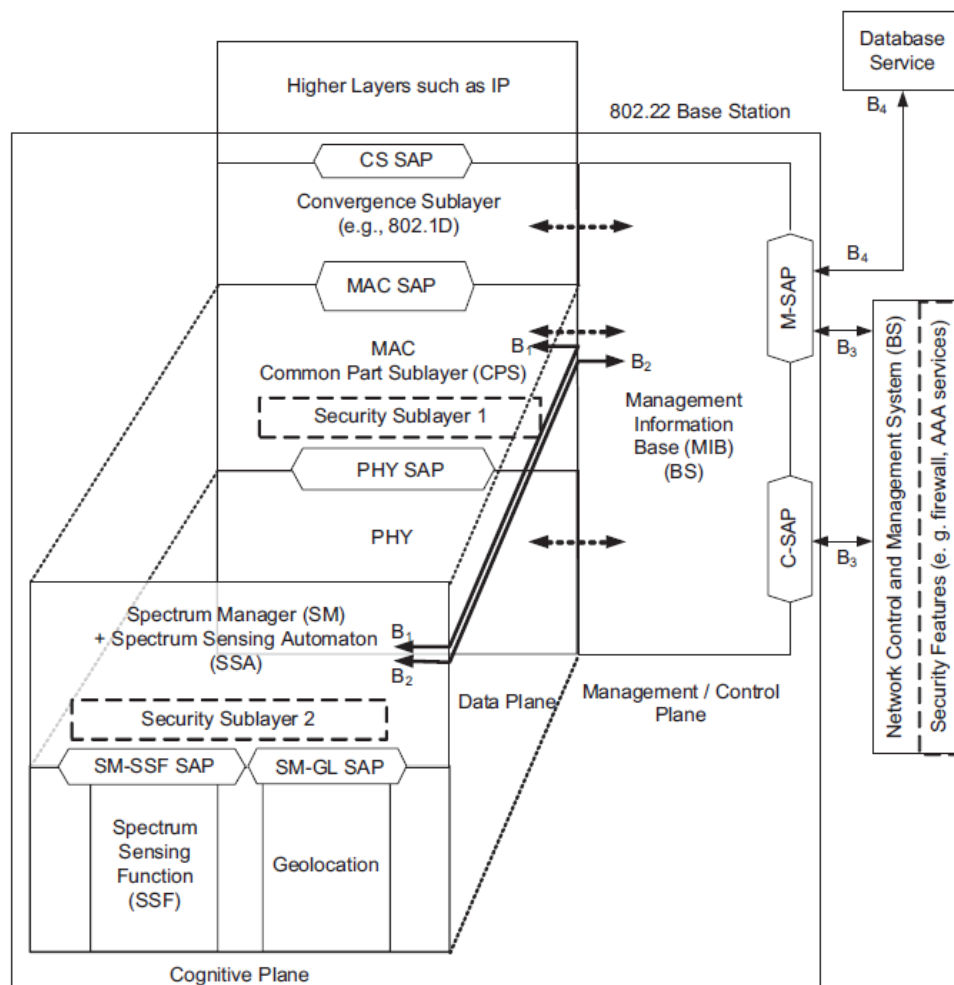 Database
Service
B4
Higher Layers such as IP
802.22 Base Station
CS SAP
Convergence Sublayer
(e.g., 802.1D)
B4
M-SAP
MAC SAP
B3
B1
B2
MAC
Common Part Sublayer (CPS)
Security Sublayer 1
Management
Information
Base (MIB)
(BS)
Network Control and Management System (BS)
Security Features (e. g. firewall, AAA services)
PHY SAP
PHY
C-SAP
B3
Spectrum Manager (SM)
+ Spectrum Sensing Automaton
(SSA)
B1
B2
Data Plane
Management / Control
Plane
Security Sublayer 2
SM-SSF SAP
SM-GL SAP
Spectrum
Sensing
Function
(SSF)
Geolocation
Cognitive Plane